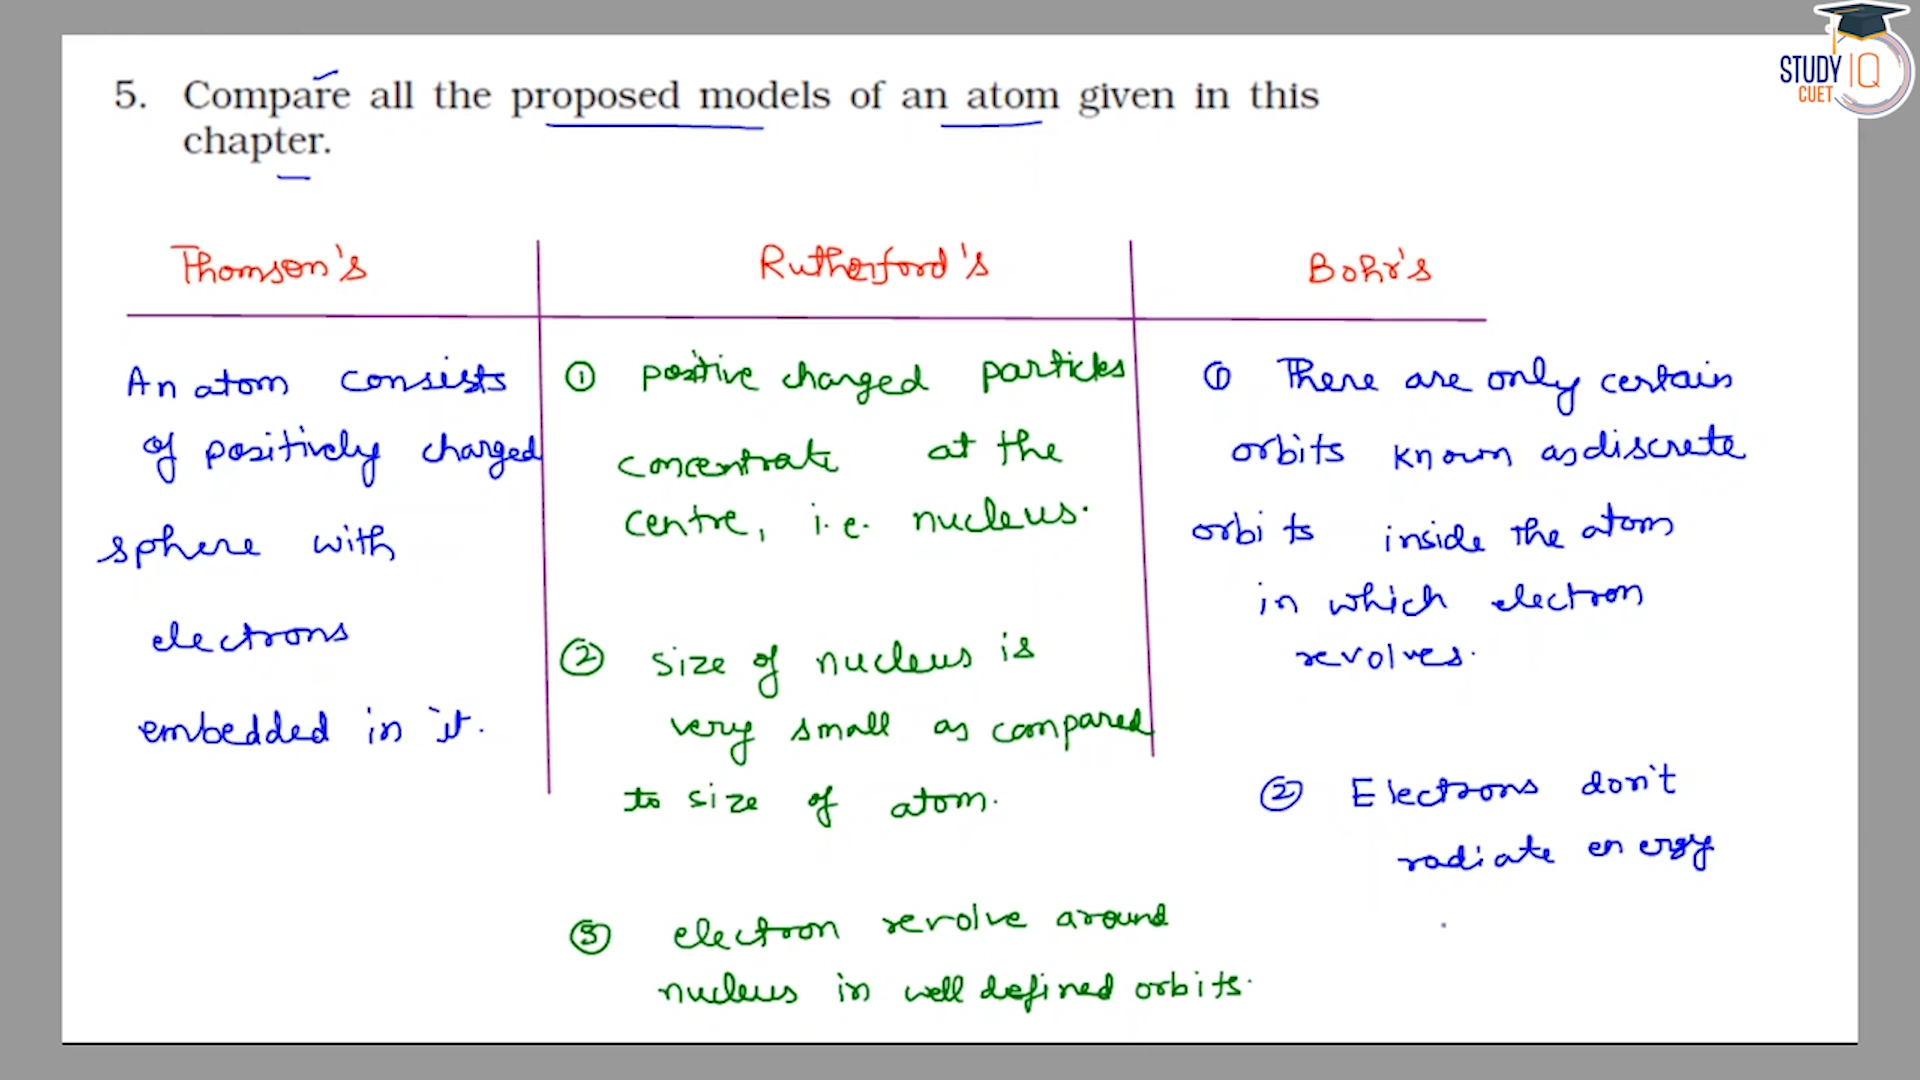 STUDY IQ
CUET
5. Compare all the proposed models of an atom given in this
chapter.
Thomson's
An atom consists
of positively charged
sphere with
electrons
embedded in it.
Rutherford's
① positive charged particles
concentrate at the
centre, i.e. nucleus.
② size of nucleus is
very small as compared
to size of atom.
③ electron revolve around
nucleus in well defined orbits.
Bohr's
① There are only certain
orbits known as discrete
orbits inside the atom
in which electron
revolves.
② Electrons don't
radiate energy